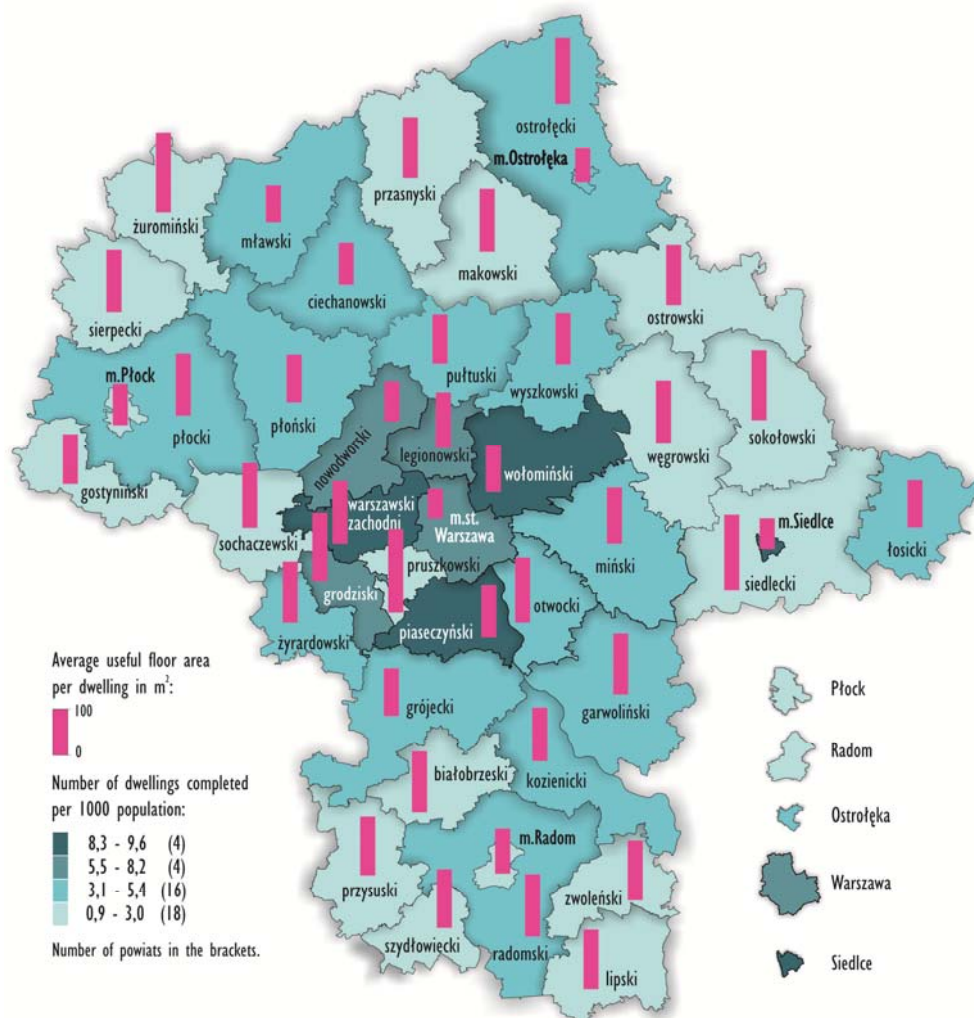 ostrołęcki
m.Ostrołęka
przasnyski
żuromiński
mławski
makowski
ciechanowski
ostrowski
sierpecki
pułtuski
wyszkowski
m.Płock
płocki
płoński
sokołowski
węgrowski
nowodworski
legionowski
wołomiński
gostyniński
warszawski
zachodni
m.st.
Warszawa
m.Siedlce
sochaczewski
pruszkowski
miński
siedlecki
łosicki
grodziski
otwocki
piaseczyński
żyrardowski
Average useful floor area
per dwelling in m²:
100
0
grójecki
garwoliński
Płock
Radom
białobrzeski
kozienicki
Number of dwellings completed
per 1000 population:
8,3 - 9,6 (4)
5,5 - 8,2 (4)
3,1 - 5,4 (16)
0,9 - 3,0 (18)
Number of powiats in the brackets.
Ostrołęka
m.Radom
Warszawa
przysuski
zwoleński
szydłowiecki
radomski
lipski
Siedlce